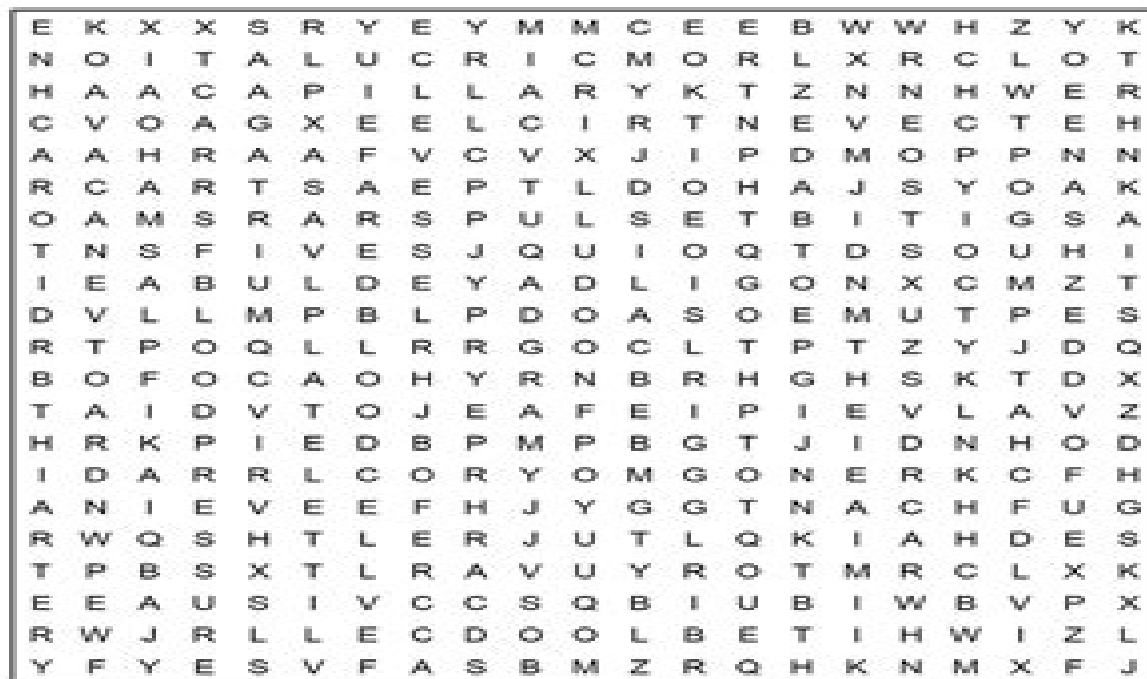 E K X X S R Y E Y M M C E E B W W H Z Y K
N O I T A L U C R I C M O R L X R C L O T
H A A C A P I L L A R Y K T Z N N H W E R
C V O A G X E E L C I R T N E V E C T E H
A A H R A A F V C V X J I P D M O P P N N
R C A R T S A E P T L D O H A J S Y O A K
O A M S R A R S P U L S E T B I T I G S A
T N S F I V E S J Q U I O Q T D S O U H I
I E A B U L D E Y A D L I G O N X C M Z T
D V L L M P B L P D O A S O E M U T P E S
R T P O Q L L R R G O C L T P T Z Y J D Q
B O F O C A O H Y R N B R H G H S K T D X
T A I D V T O J E A F E I P I E V L A V Z
H R K P I E D B P M P B G T J I D N H O D
I D A R R L C O R Y O M G O N E R K C F H
A N I E V E E F H J Y G G T N A C H F U G
R W Q S H T L E R J U T L Q K I A H D E S
T P B S X T L R A V U Y R O T M R C L X K
E E A U S I V C C S Q B I U B I W B V P X
R W J R L L E C D O O L B E T I H W I Z L
Y F Y E S V F A S B M Z R Q H K N M X F J